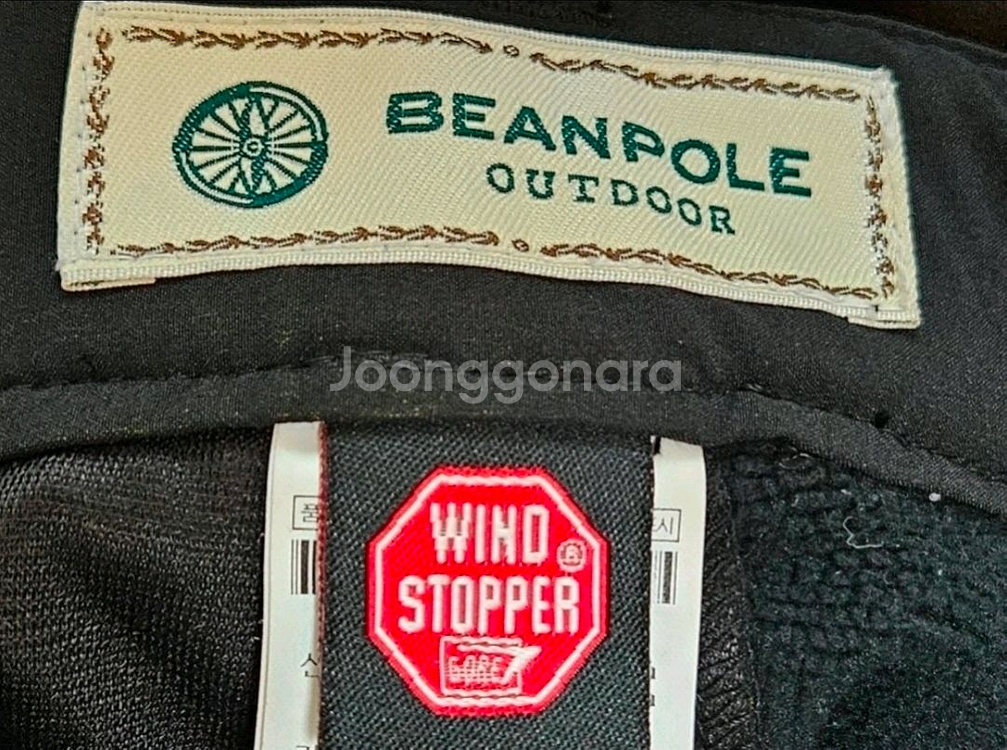 BEANPOLE
OUTDOOR
Joonggonara
WIND
STOPPER
®
GORE